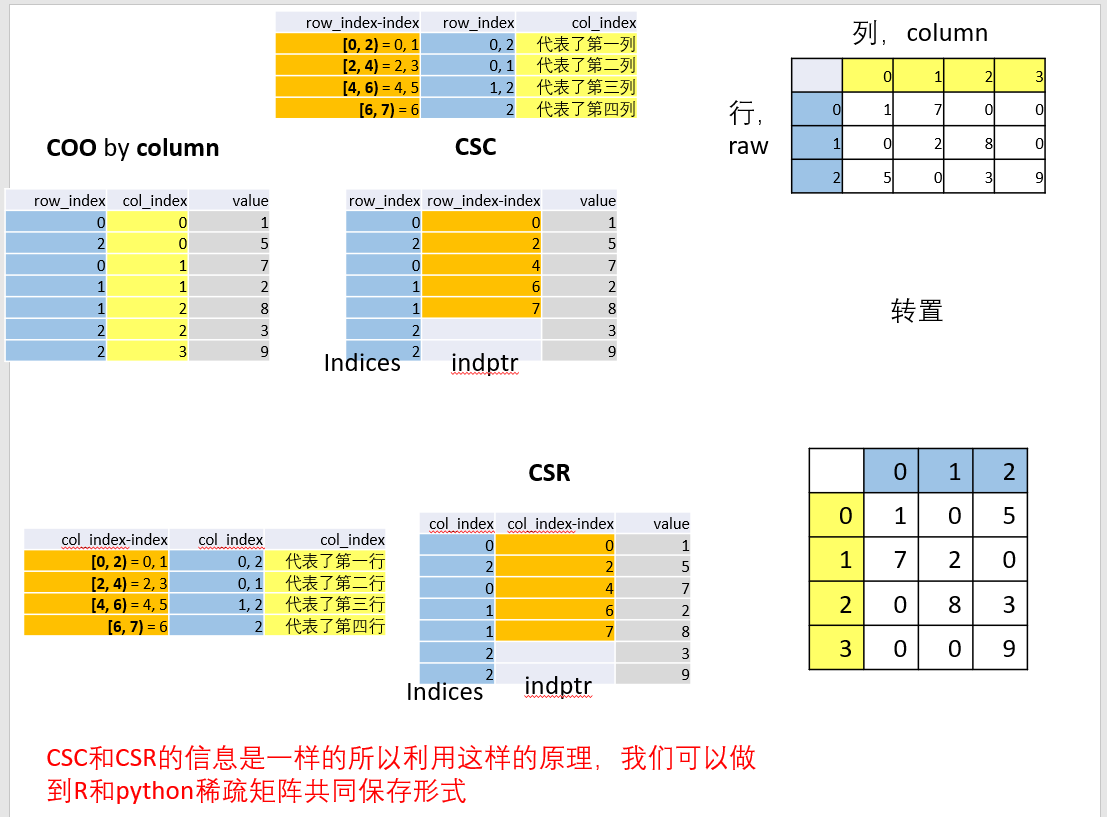 row_index-index row_index col_index
[0, 2) = 0, 1 0, 2 代表了第一列
[2, 4) = 2, 3 0, 1 代表了第二列
[4, 6) = 4, 5 1, 2 代表了第三列
[6, 7) = 6 2 代表了第四列
列，column
0 1 2 3
0 1 7 0 0
1 0 2 8 0
2 5 0 3 9
行，
raw
COO by column
row_index col_index value
0 0 1
2 0 5
0 1 7
1 1 2
1 2 8
2 2 3
2 3 9
CSC
row_index row_index-index value
0 0 1
2 2 5
0 4 7
1 6 2
1 7 8
2 3
2 9
Indices indptr
转置
CSR
col_index-index col_index col_index
[0, 2) = 0, 1 0, 2 代表了第一行
[2, 4) = 2, 3 0, 1 代表了第二行
[4, 6) = 4, 5 1, 2 代表了第三行
[6, 7) = 6 2 代表了第四行
col_index col_index-index value
0 0 1
2 2 5
0 4 7
1 6 2
1 7 8
2 3
2 9
Indices indptr
0 1 2
0 1 0 5
1 7 2 0
2 0 8 3
3 0 0 9
CSC和CSR的信息是一样的所以利用这样的原理，我们可以做
到R和python稀疏矩阵共同保存形式